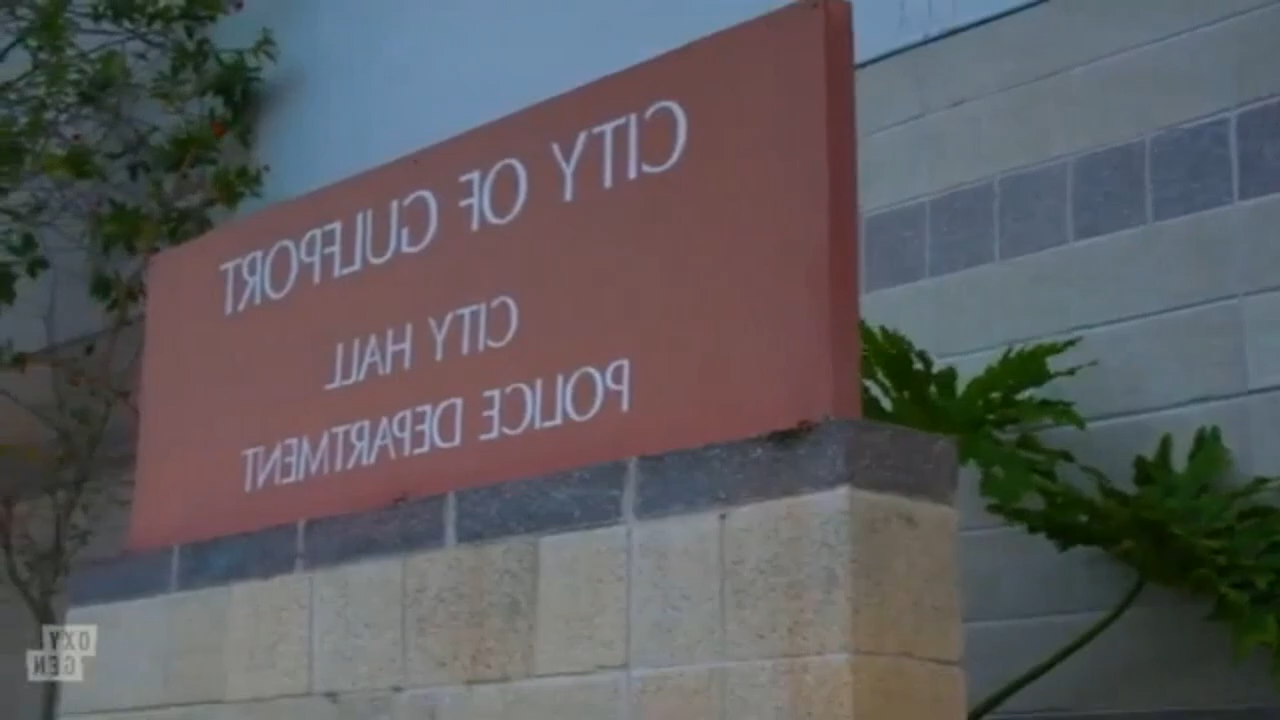 CITY OF GULFPORT
CITY HALL
POLICE DEPARTMENT
OXY
GEN